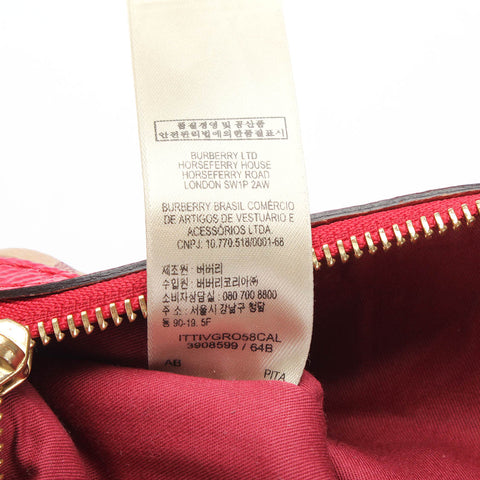 품질경영 및 공산품
안전관리법에의한품질표시
BURBERRY LTD
HORSEFERRY HOUSE
HORSEFERRY ROAD
LONDON SW1P 2AW
BURBERRY BRASIL COMÉRCIO
DE ARTIGOS DE VESTUÁRIO E
ACESSÓRIOS LTDA.
CNPJ: 10.770.518/0001-68
제조원 : 버버리
수입원 : 버버리코리아㈜
소비자상담실 : 080 700 8800
주소 : 서울시 강남구 청담
동 90-19. 5F
ITTIVGRO58CAL
3908599 / 64B
AB
PITA